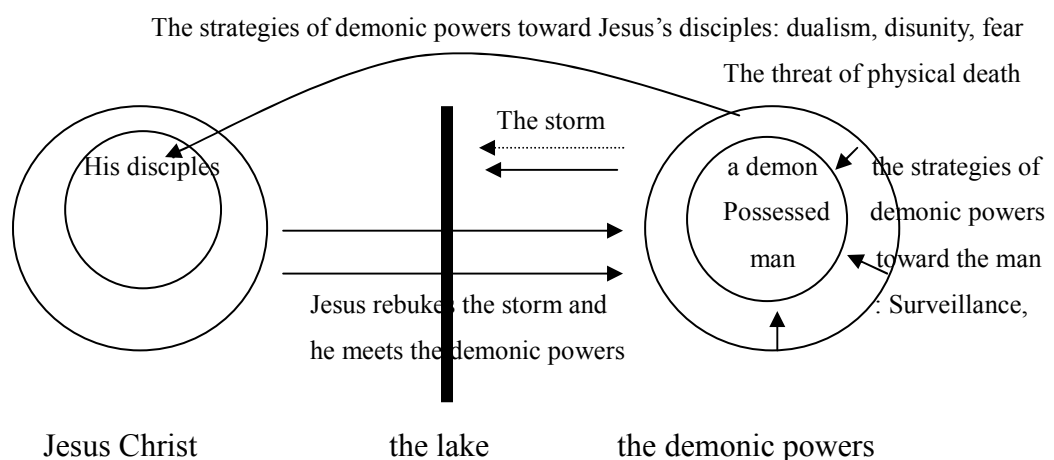 The strategies of demonic powers toward Jesus's disciples: dualism, disunity, fear
The threat of physical death
The storm
His disciples
a demon
Possessed
man
the strategies of
demonic powers
toward the man
: Surveillance,
Jesus rebukes the storm and
he meets the demonic powers
Jesus Christ
the lake
the demonic powers